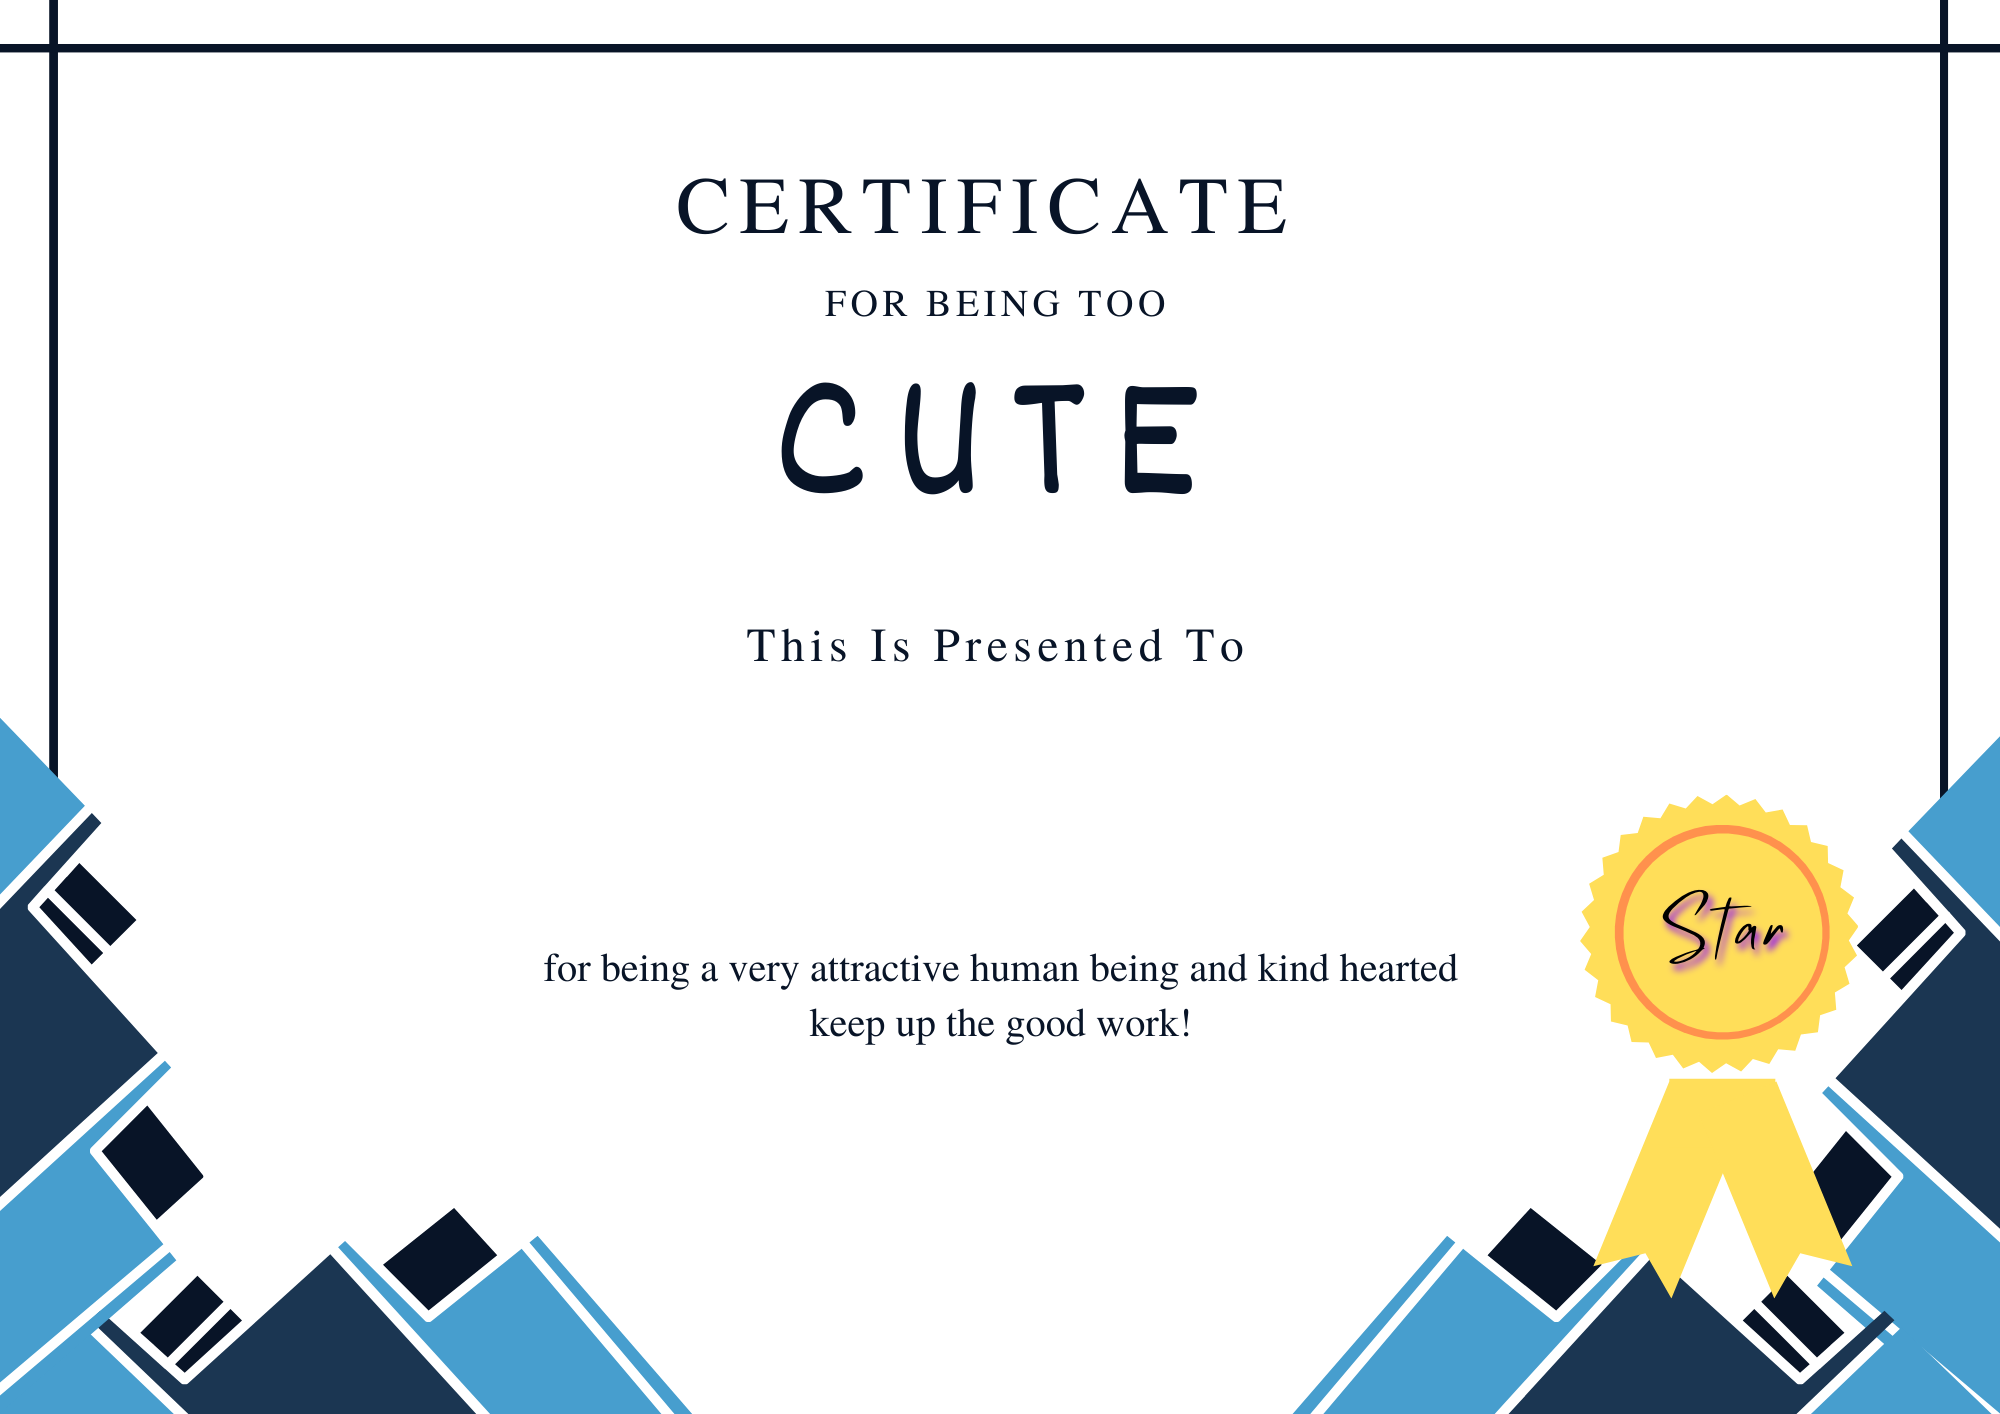 CERTIFICATE
FOR BEING TOO
CUTE
This Is Presented To
for being a very attractive human being and kind hearted
keep up the good work!
Star